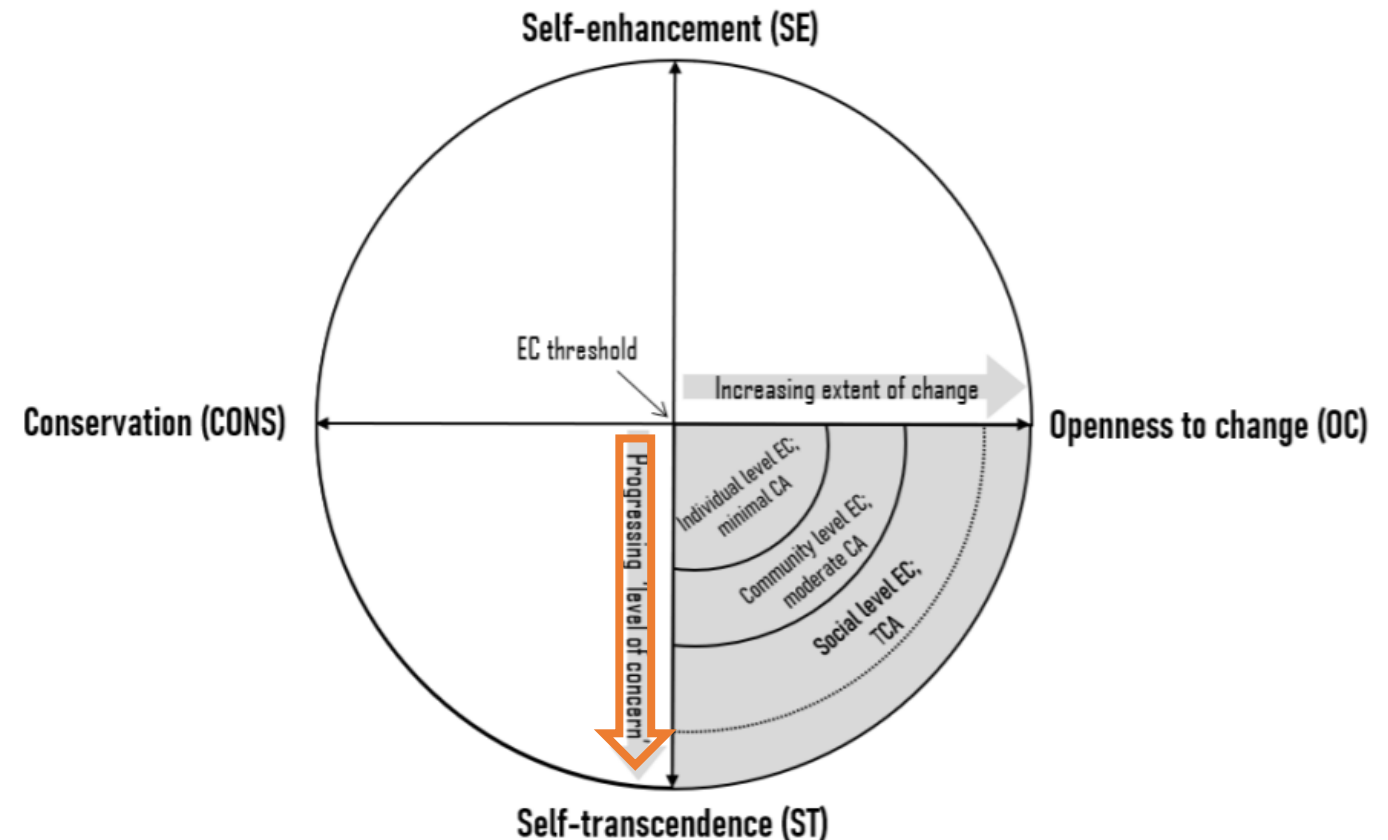 Self-enhancement (SE)
EC threshold
Increasing extent of change
Conservation (CONS)
Openness to change (OC)
Individual level EC;
minimal CA
Community level EC;
moderate CA
Social level EC;
TCA
Progressing 'level of concern'
Self-transcendence (ST)